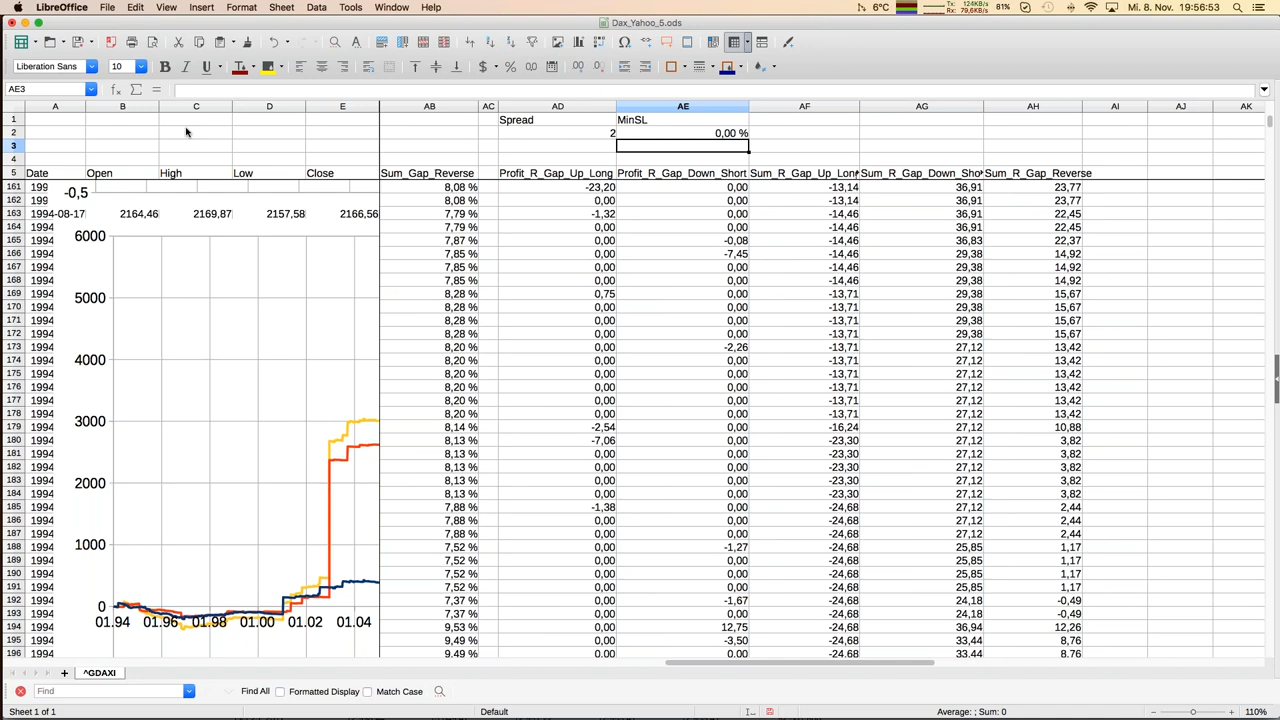 LibreOffice File Edit View Insert Format Sheet Data Tools Window Help 6°C Tx: 124KB/s Rx: 79,6KB/s 81% Mi. 8. Nov. 19:56:53
Dax_Yahoo_5.ods
Liberation Sans 10
AE3
A B C D E AB AC AD AE AF AG AH AI AJ AK
1 Spread MinSL
2 2 0,00 %
3
4
5 Date Open High Low Close Sum_Gap_Reverse Profit_R_Gap_Up_Long Profit_R_Gap_Down_Short Sum_R_Gap_Up_Lon Sum_R_Gap_Down_Sho Sum_R_Gap_Reverse
161 199 -0,5 8,08 % -23,20 0,00 -13,14 36,91 23,77
162 199 8,08 % 0,00 0,00 -13,14 36,91 23,77
163 1994-08-17 2164,46 2169,87 2157,58 2166,56 7,79 % -1,32 0,00 -14,46 36,91 22,45
164 1994 7,79 % 0,00 0,00 -14,46 36,91 22,45
165 1994 6000 7,87 % 0,00 -0,08 -14,46 36,83 22,37
166 1994 7,85 % 0,00 -7,45 -14,46 29,38 14,92
167 1994 7,85 % 0,00 0,00 -14,46 29,38 14,92
168 1994 7,85 % 0,00 0,00 -14,46 29,38 14,92
169 1994 5000 8,28 % 0,75 0,00 -13,71 29,38 15,67
170 1994 8,28 % 0,00 0,00 -13,71 29,38 15,67
171 1994 8,28 % 0,00 0,00 -13,71 29,38 15,67
172 1994 8,28 % 0,00 0,00 -13,71 29,38 15,67
173 1994 8,20 % 0,00 -2,26 -13,71 27,12 13,42
174 1994 4000 8,20 % 0,00 0,00 -13,71 27,12 13,42
175 1994 8,20 % 0,00 0,00 -13,71 27,12 13,42
176 1994 8,20 % 0,00 0,00 -13,71 27,12 13,42
177 1994 8,20 % 0,00 0,00 -13,71 27,12 13,42
178 1994 8,20 % 0,00 0,00 -13,71 27,12 13,42
179 1994 3000 8,14 % -2,54 0,00 -16,24 27,12 10,88
180 1994 8,13 % -7,06 0,00 -23,30 27,12 3,82
181 1994 8,13 % 0,00 0,00 -23,30 27,12 3,82
182 1994 8,13 % 0,00 0,00 -23,30 27,12 3,82
183 1994 2000 8,13 % 0,00 0,00 -23,30 27,12 3,82
184 1994 8,13 % 0,00 0,00 -23,30 27,12 3,82
185 1994 7,88 % -1,38 0,00 -24,68 27,12 2,44
186 1994 7,88 % 0,00 0,00 -24,68 27,12 2,44
187 1994 7,88 % 0,00 0,00 -24,68 27,12 2,44
188 1994 1000 7,52 % 0,00 -1,27 -24,68 25,85 1,17
189 1994 7,52 % 0,00 0,00 -24,68 25,85 1,17
190 1994 7,52 % 0,00 0,00 -24,68 25,85 1,17
191 1994 7,52 % 0,00 0,00 -24,68 25,85 1,17
192 1994 0 7,37 % 0,00 -1,67 -24,68 24,18 -0,49
193 1994 7,37 % 0,00 0,00 -24,68 24,18 -0,49
194 1994 01.94 01.96 01.98 01.00 01.02 01.04 9,53 % 0,00 12,75 -24,68 36,94 12,26
195 1994 9,49 % 0,00 -3,50 -24,68 33,44 8,76
196 1994 9,49 % 0,00 0,00 -24,68 33,44 8,76
^GDAXI
Find Find All Formatted Display Match Case
Sheet 1 of 1 Default Average: ; Sum: 0 110%